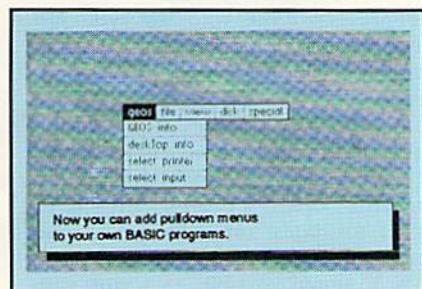 geos file view disk special
GEOS info
deskTop info
select printer
select input
Now you can add pulldown menus
to your own BASIC programs.